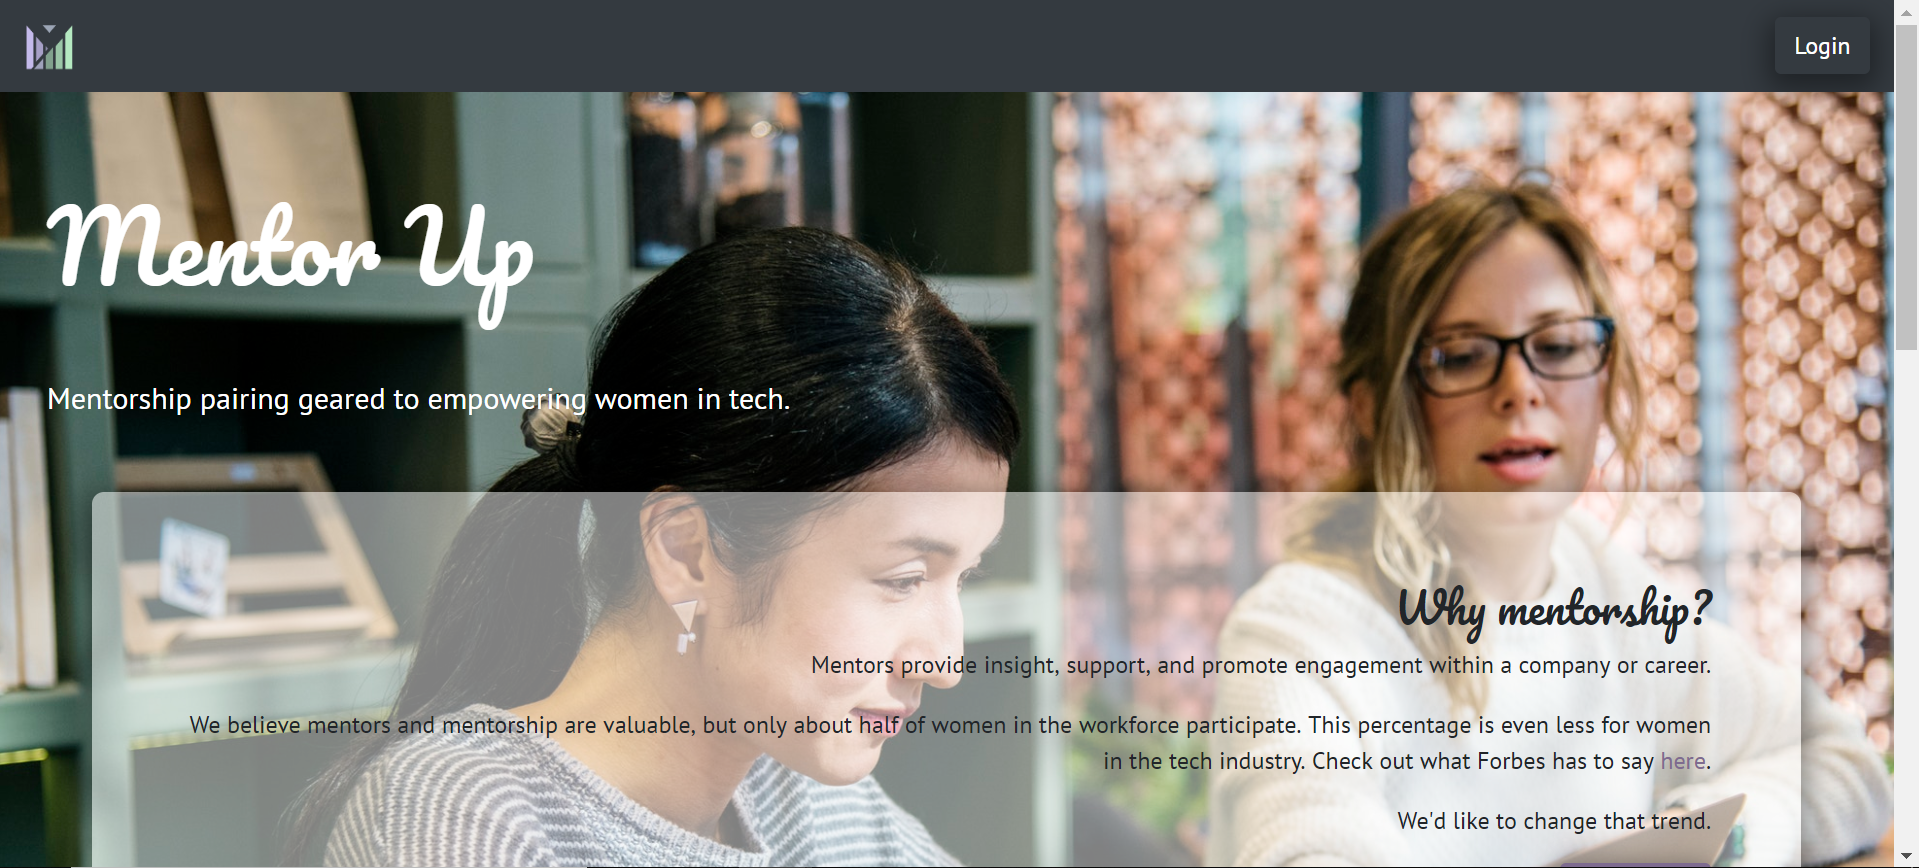 Login
Mentor Up
Mentorship pairing geared to empowering women in tech.
Why mentorship?
Mentors provide insight, support, and promote engagement within a company or career.
We believe mentors and mentorship are valuable, but only about half of women in the workforce participate. This percentage is even less for women
in the tech industry. Check out what Forbes has to say here.
We'd like to change that trend.